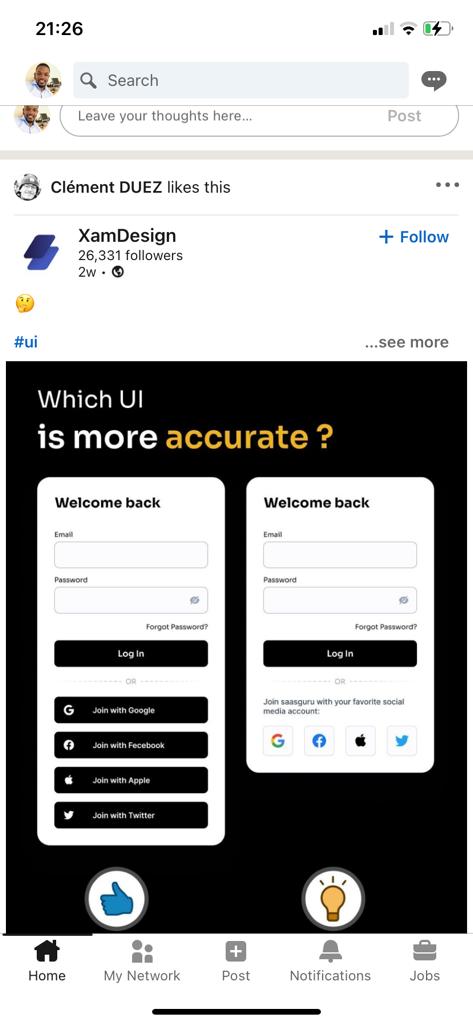 21:26
Search
Leave your thoughts here...
Post
Clément DUEZ likes this
XamDesign
+ Follow
26,331 followers
2w •
#ui
...see more
Which UI
is more accurate ?
Welcome back
Email
Password
Forgot Password?
Log In
OR
Join with Google
Join with Fecebook
Join with Apple
Join with Twitter
Welcome back
Email
Password
Forgot Password?
Log In
OR
Join saasguru with your favorite social
media account:
Home
My Network
Post
Notifications
Jobs